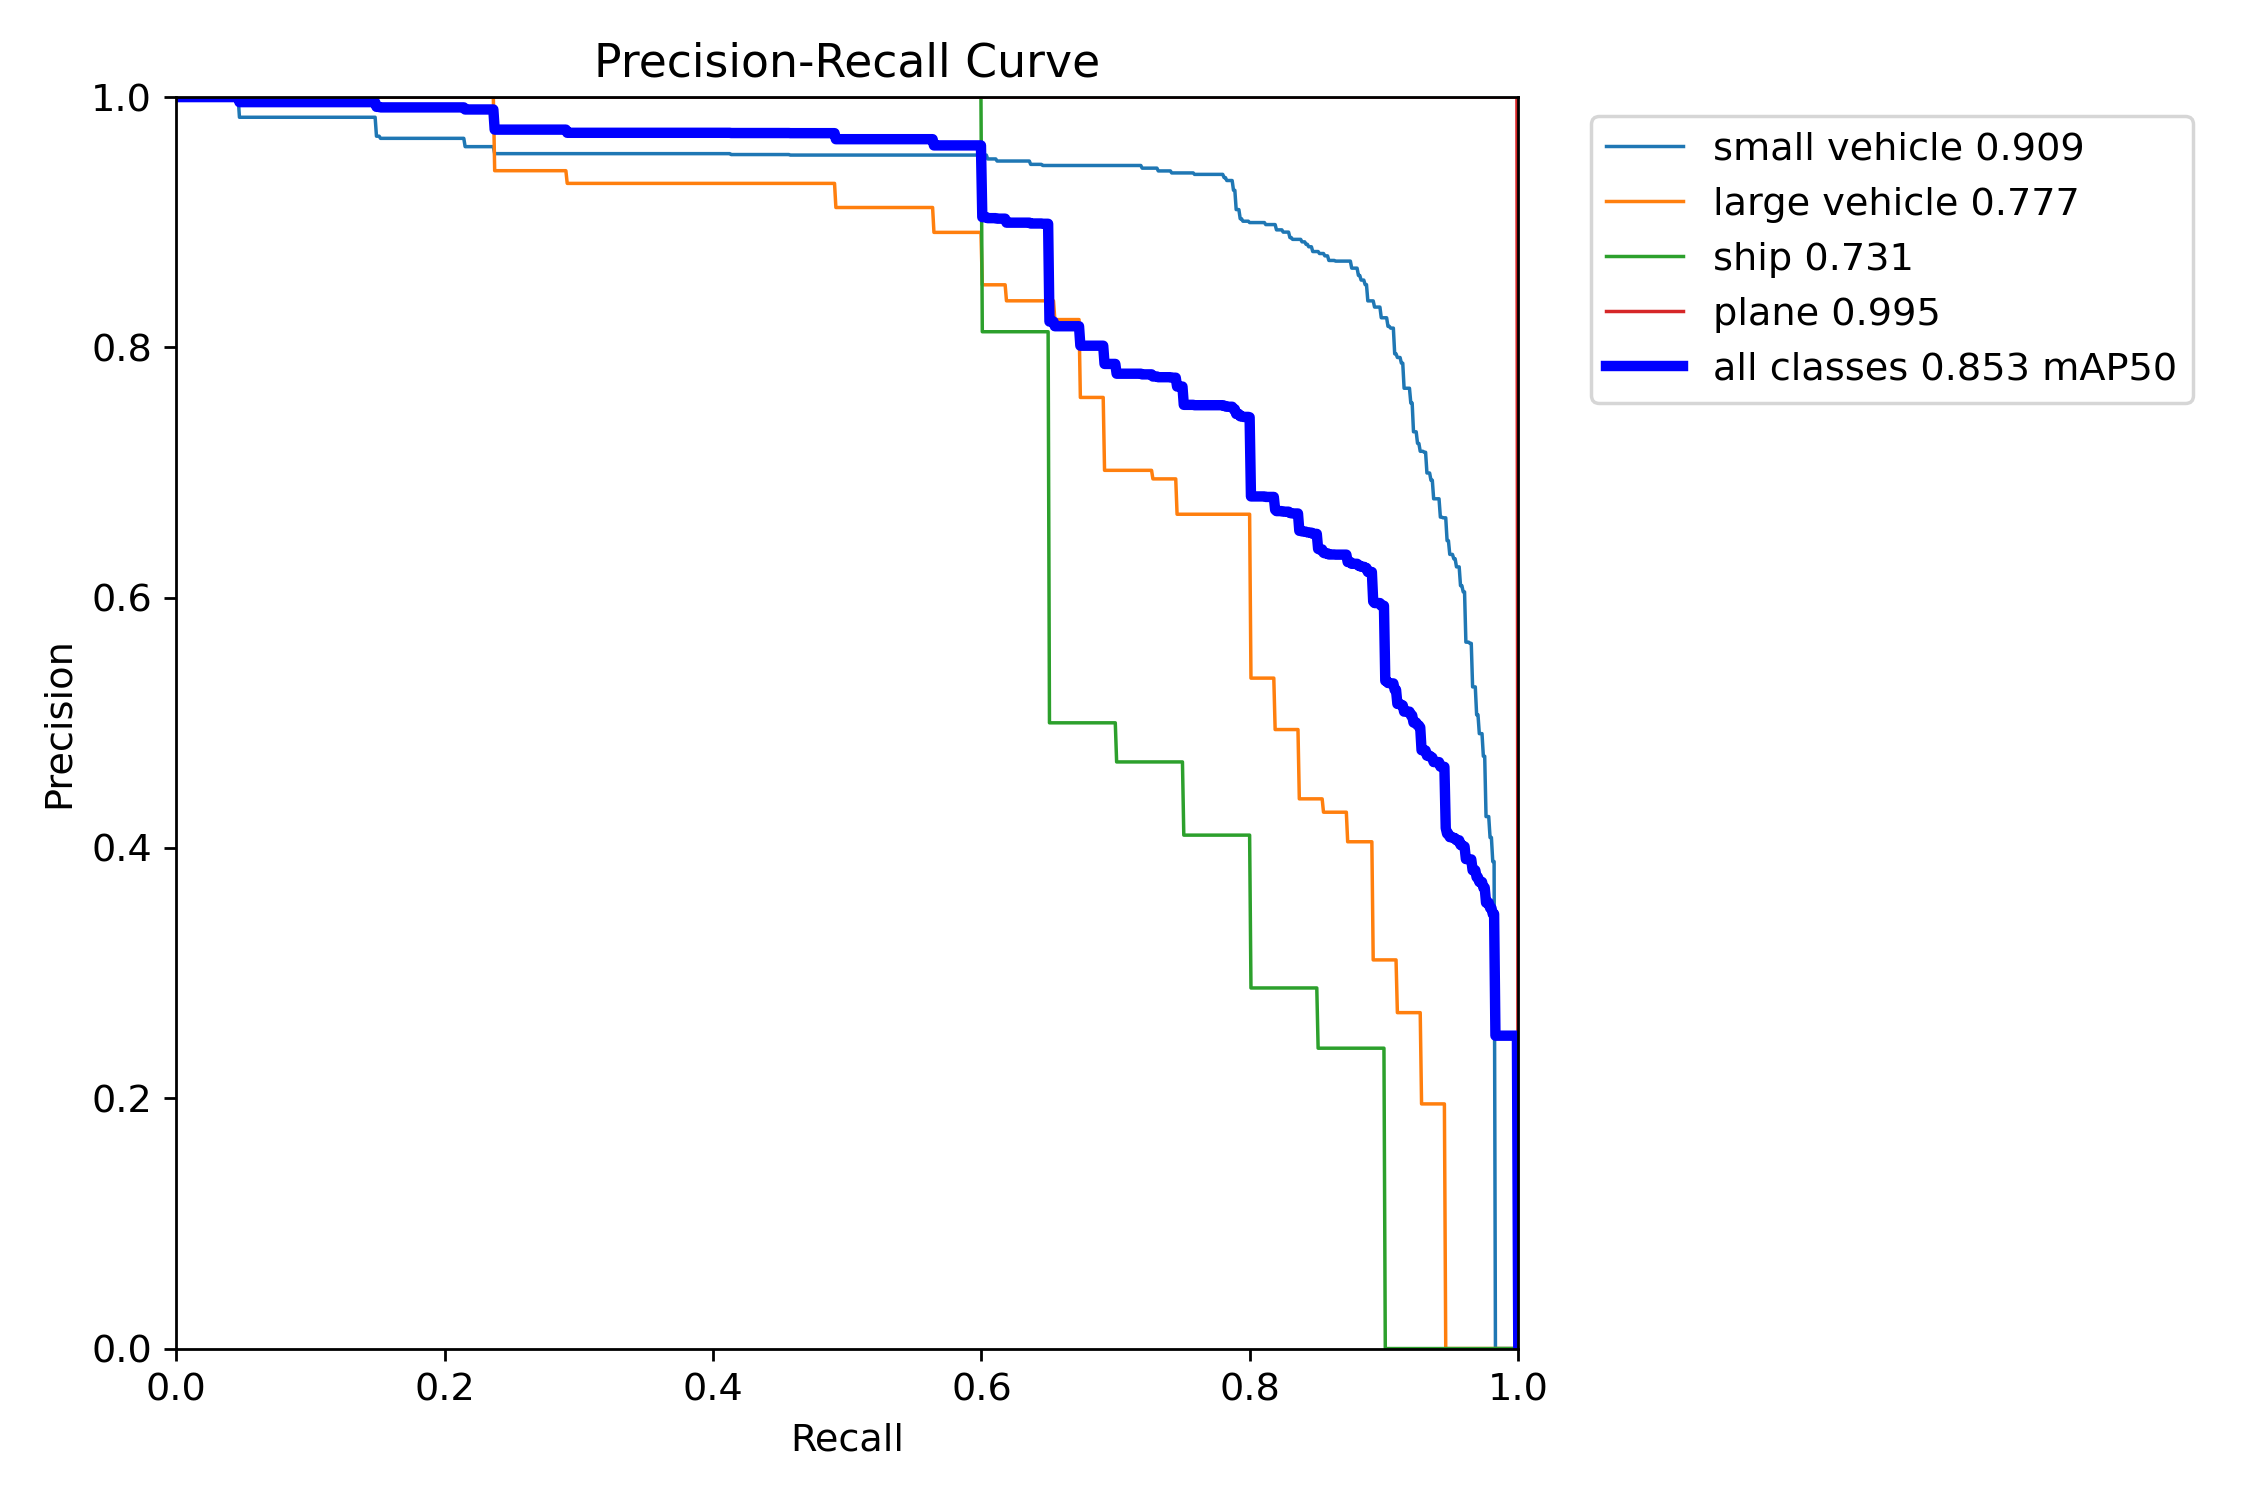 Precision-Recall Curve
1.0
0.8
0.6
0.4
0.2
0.0
Precision
0.0 0.2 0.4 0.6 0.8 1.0
Recall
small vehicle 0.909
large vehicle 0.777
ship 0.731
plane 0.995
all classes 0.853 mAP50